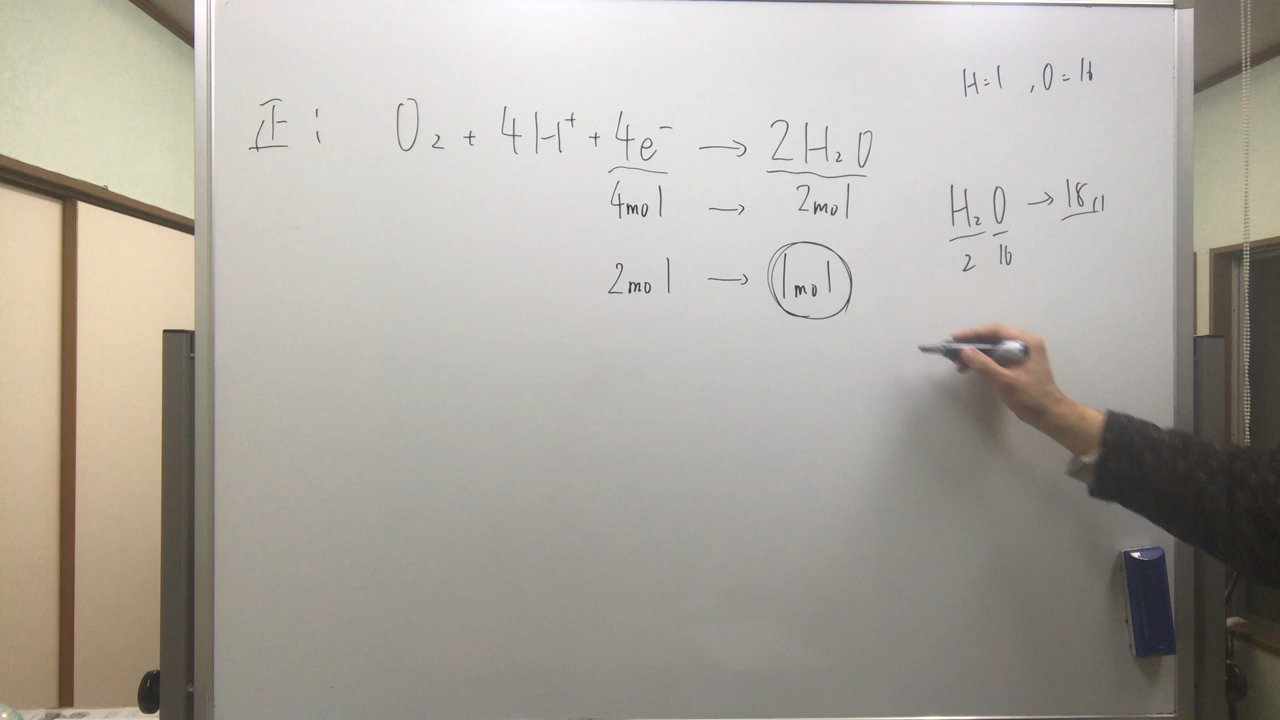 H=1 , O=16
正: O₂ + 4H⁺ + 4e⁻ → 2H₂O
4mol → 2mol
H₂O → 18g
2 16
2mol → 1mol